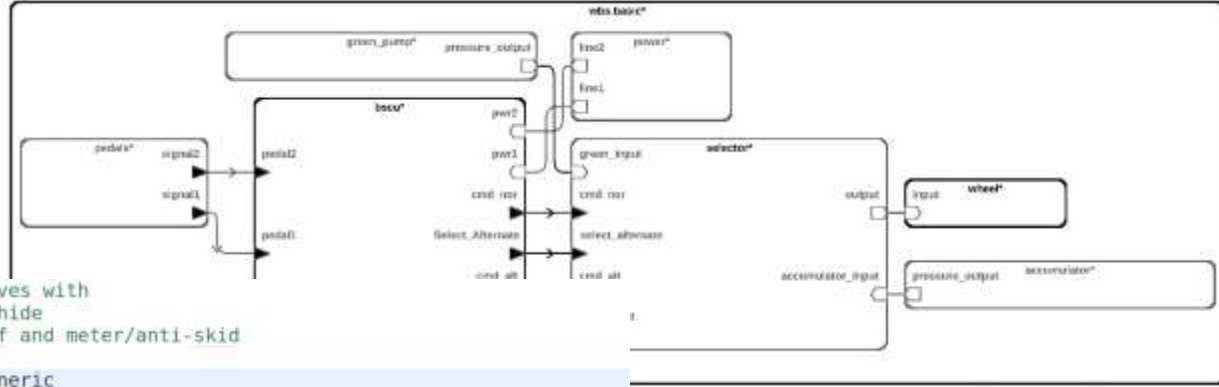 wbs.basic*
green_pump*
pressure_output
line2
power*
line1
bscu*
pwr2
pedals*
signal2
pedal2
pwr1
green_input
selector*
signal1
cmd_nor
cmd_nor
output
input
wheel*
pedal1
Select_Alternate
select_alternate
cmd_alt
cmd_alt
accumulator_input
pressure_output
accumulator*
ves with
hide
f and meter/anti-skid
neric